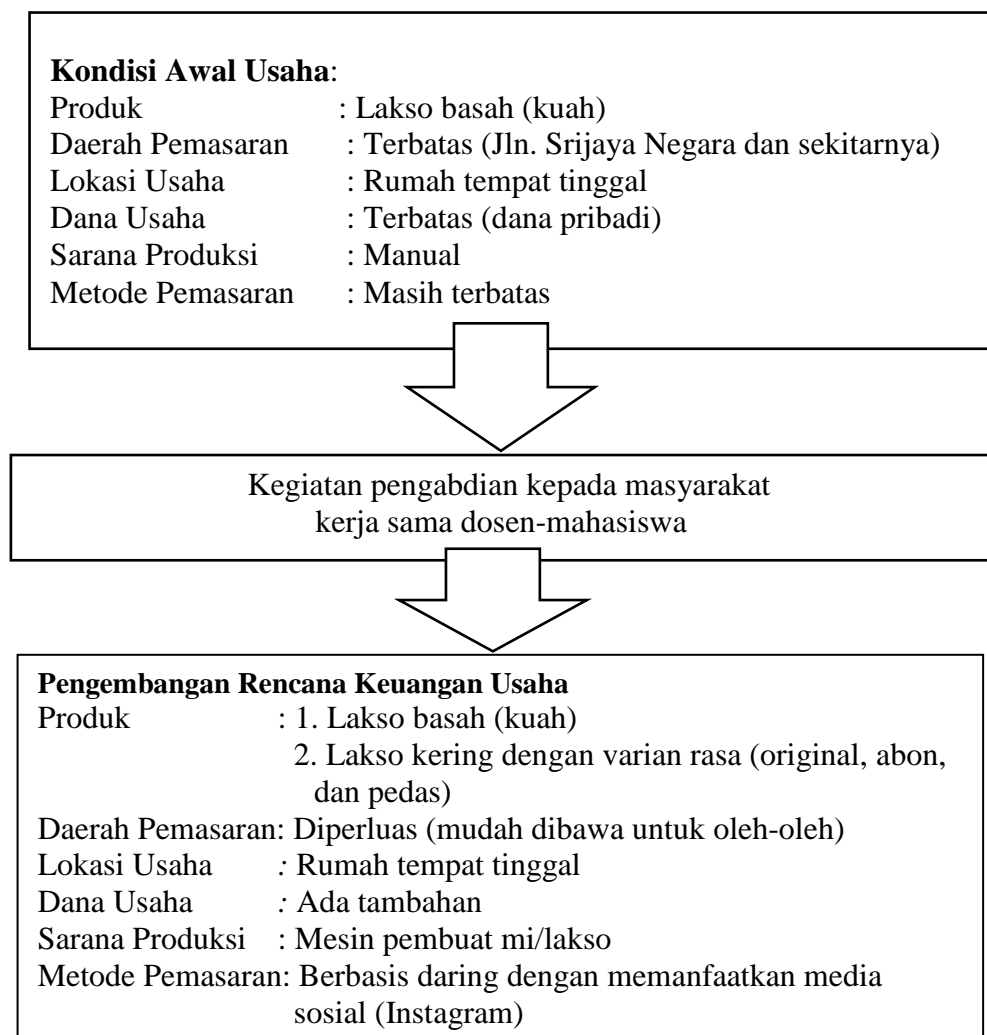 Kondisi Awal Usaha:
Produk : Lakso basah (kuah)
Daerah Pemasaran : Terbatas (Jln. Srijaya Negara dan sekitarnya)
Lokasi Usaha : Rumah tempat tinggal
Dana Usaha : Terbatas (dana pribadi)
Sarana Produksi : Manual
Metode Pemasaran : Masih terbatas
Kegiatan pengabdian kepada masyarakat
kerja sama dosen-mahasiswa
Pengembangan Rencana Keuangan Usaha
Produk : 1. Lakso basah (kuah)
2. Lakso kering dengan varian rasa (original, abon,
dan pedas)
Daerah Pemasaran: Diperluas (mudah dibawa untuk oleh-oleh)
Lokasi Usaha : Rumah tempat tinggal
Dana Usaha : Ada tambahan
Sarana Produksi : Mesin pembuat mi/lakso
Metode Pemasaran: Berbasis daring dengan memanfaatkan media
sosial (Instagram)